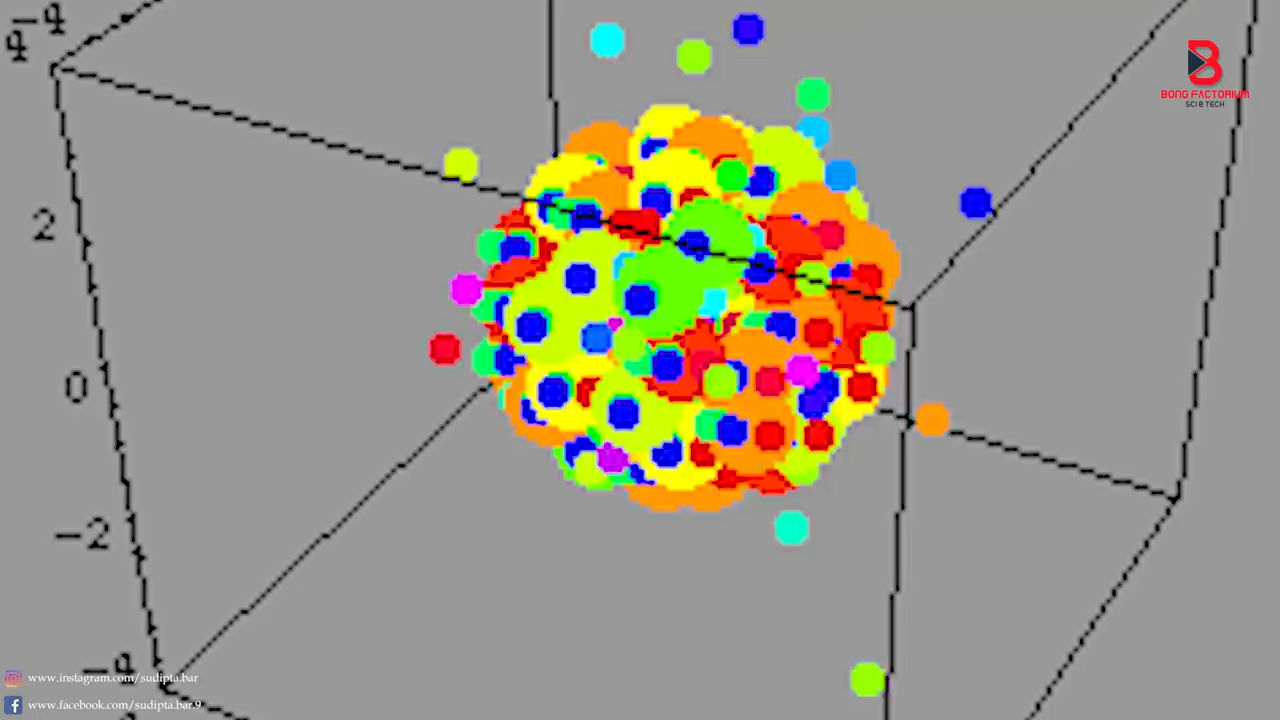 -4
4
BONG FACTORIUM
SCI & TECH
2
0
-2
-4
www.instagram.com/sudipta.bar
www.facebook.com/sudipta.bar.9